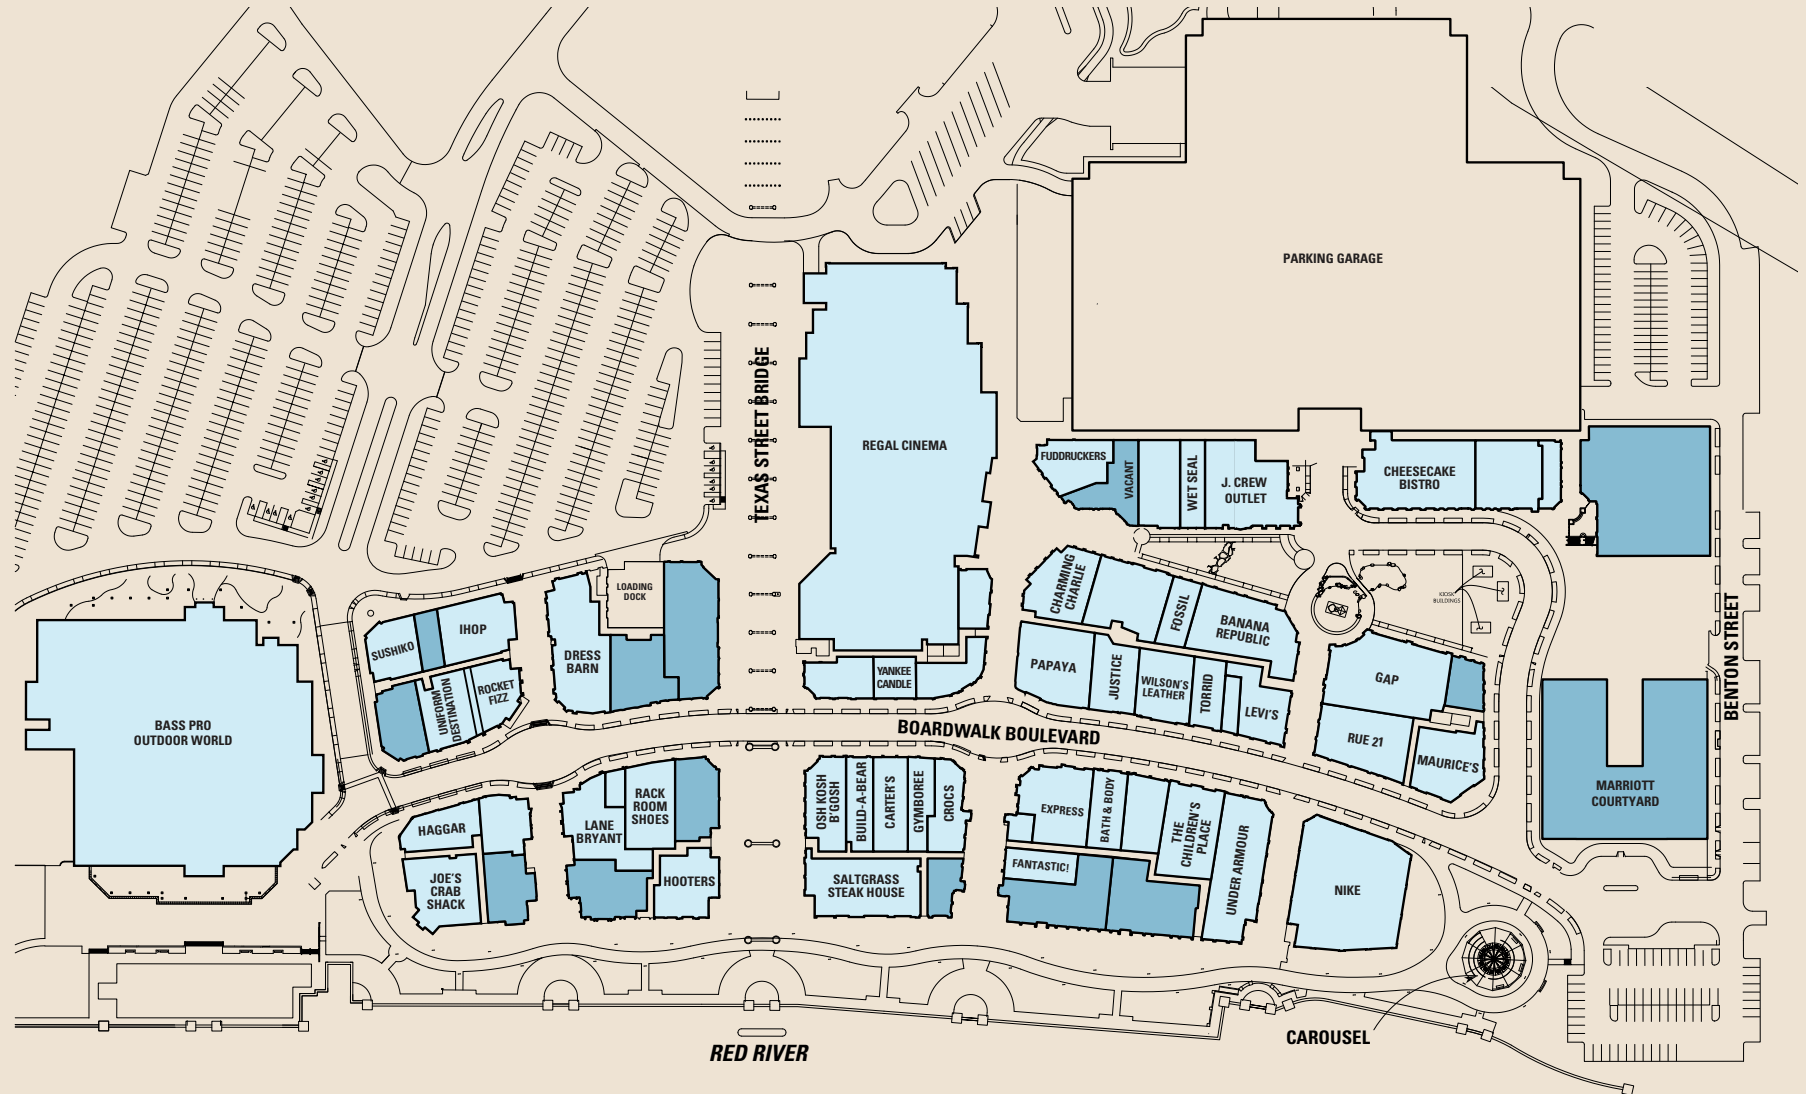 PARKING GARAGE
TEXAS STREET BRIDGE
REGAL CINEMA
FUDDRUCKERS
VACANT
WET SEAL
J. CREW
OUTLET
CHEESECAKE
BISTRO
LOADING
DOCK
CHARMING
CHARLIE
FOSSIL
BANANA
REPUBLIC
KIOSK
BUILDINGS
BENTON STREET
SUSHIKO
IHOP
DRESS
BARN
UNIFORM
DESTINATION
ROCKET
FIZZ
YANKEE
CANDLE
PAPAYA
JUSTICE
WILSON'S
LEATHER
TORRID
LEVI'S
GAP
RUE 21
MAURICE'S
BASS PRO
OUTDOOR WORLD
BOARDWALK BOULEVARD
MARRIOTT
COURTYARD
HAGGAR
LANE
BRYANT
RACK
ROOM
SHOES
OSH KOSH
B'GOSH
BUILD-A-BEAR
CARTER'S
GYMBOREE
CROCS
EXPRESS
BATH & BODY
THE
CHILDREN'S
PLACE
UNDER ARMOUR
JOE'S
CRAB
SHACK
HOOTERS
SALTGRASS
STEAK HOUSE
FANTASTIC!
NIKE
CAROUSEL
RED RIVER